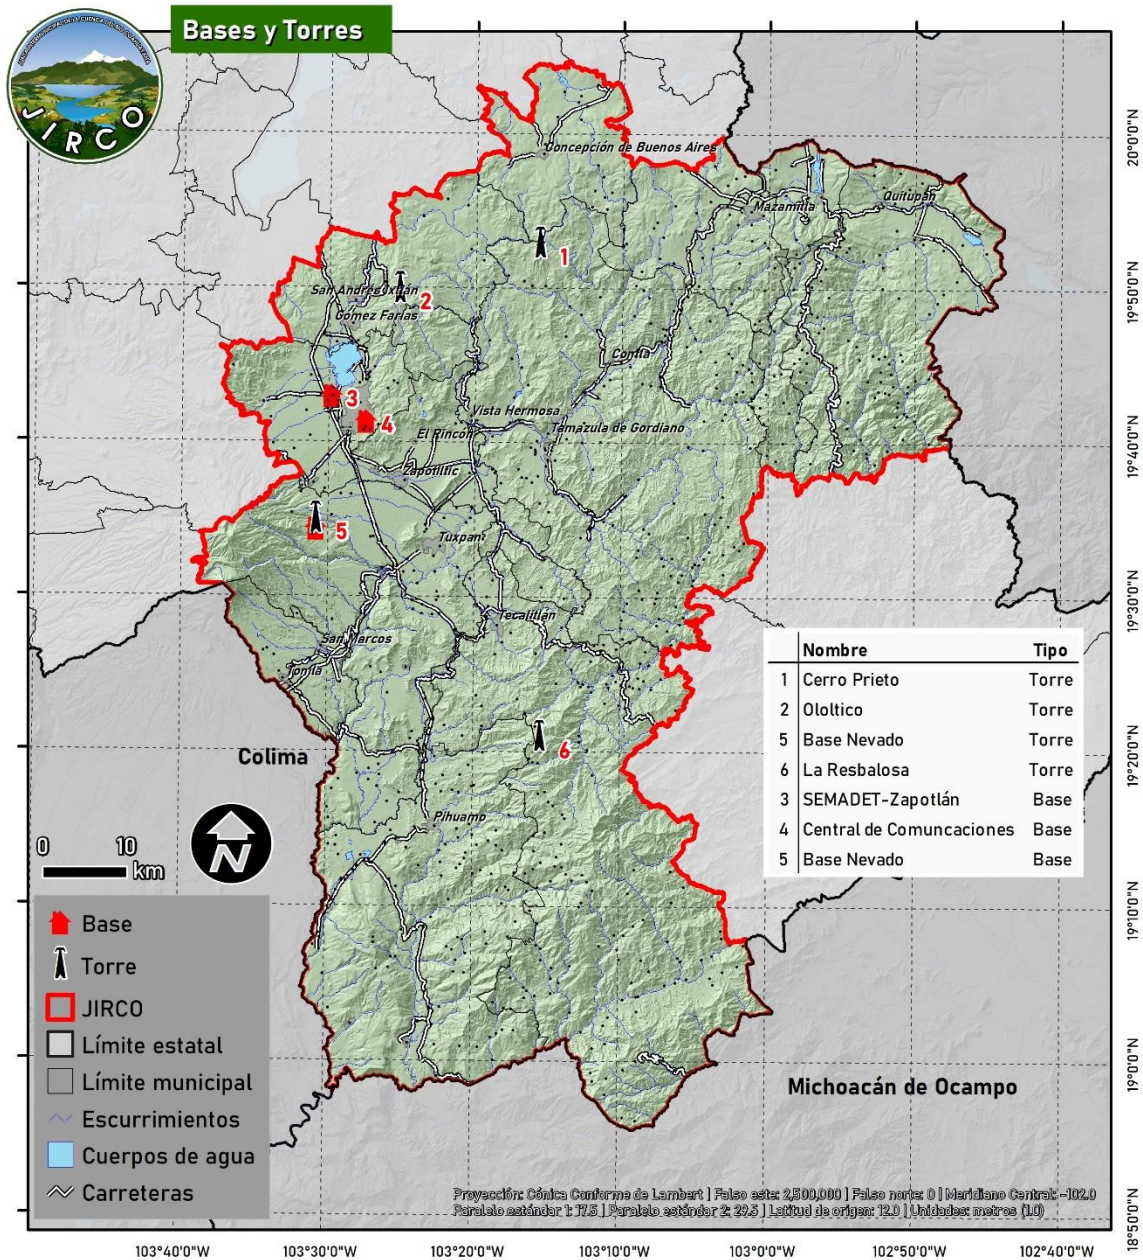 Bases y Torres
JIRCO
Concepción de Buenos Aires
Mazamitla
Quitupán
1
San Andrés Ixtlán
2
Gómez Farías
Contla
3
4
Vista Hermosa
El Rincón
Tamazula de Gordiano
Zapotiltic
5
Tuxpan
Tecalitlán
San Marcos
Tonila
6
Colima
Pihuamo
Michoacán de Ocampo
Nombre Tipo
1 Cerro Prieto Torre
2 Ololtico Torre
5 Base Nevado Torre
6 La Resbalosa Torre
3 SEMADET-Zapotlán Base
4 Central de Comuncaciones Base
5 Base Nevado Base
N
0 10
km
Base
Torre
JIRCO
Límite estatal
Límite municipal
Escurrimientos
Cuerpos de agua
Carreteras
Proyección: Cónica Conforme de Lambert | Falso este: 2,500,000 | Falso norte: 0 | Meridiano Central: -102.0
Paralelo estándar 1: 17.5 | Paralelo estándar 2: 29.5 | Latitud de origen: 12.0 | Unidades: metros (1.0)
20°0'0"N
19°50'0"N
19°40'0"N
19°30'0"N
19°20'0"N
19°10'0"N
19°0'0"N
18°50'0"N
103°40'0"W
103°30'0"W
103°20'0"W
103°10'0"W
103°0'0"W
102°50'0"W
102°40'0"W